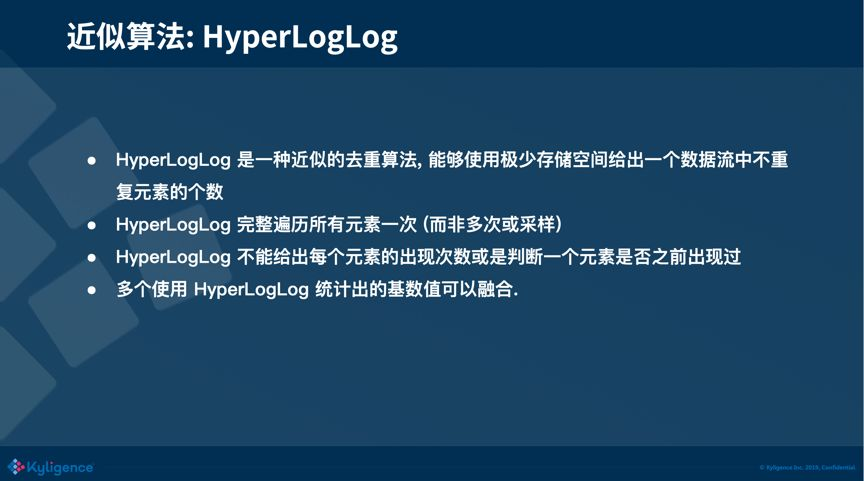 近似算法: HyperLogLog
● HyperLogLog 是一种近似的去重算法, 能够使用极少存储空间给出一个数据流中不重
复元素的个数
● HyperLogLog 完整遍历所有元素一次 (而非多次或采样)
● HyperLogLog 不能给出每个元素的出现次数或是判断一个元素是否之前出现过
● 多个使用 HyperLogLog 统计出的基数值可以融合.
Kyligence
© Kyligence Inc. 2019, Confidential.